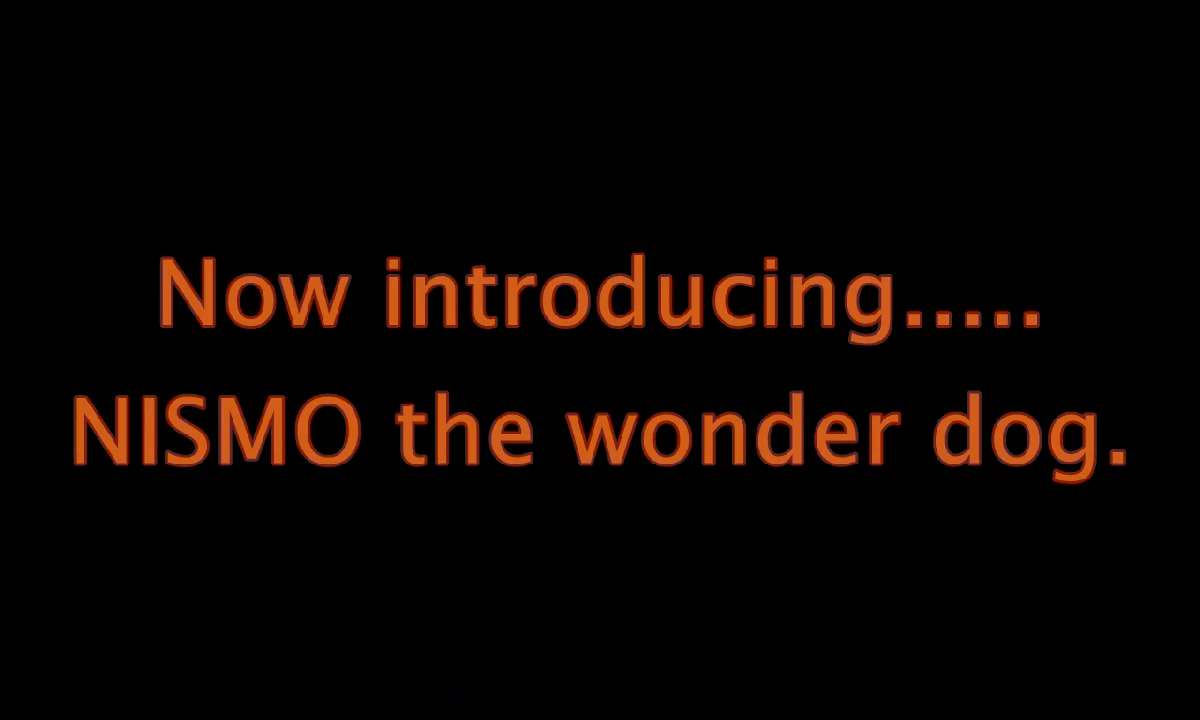 Now introducing.....
NISMO the wonder dog.